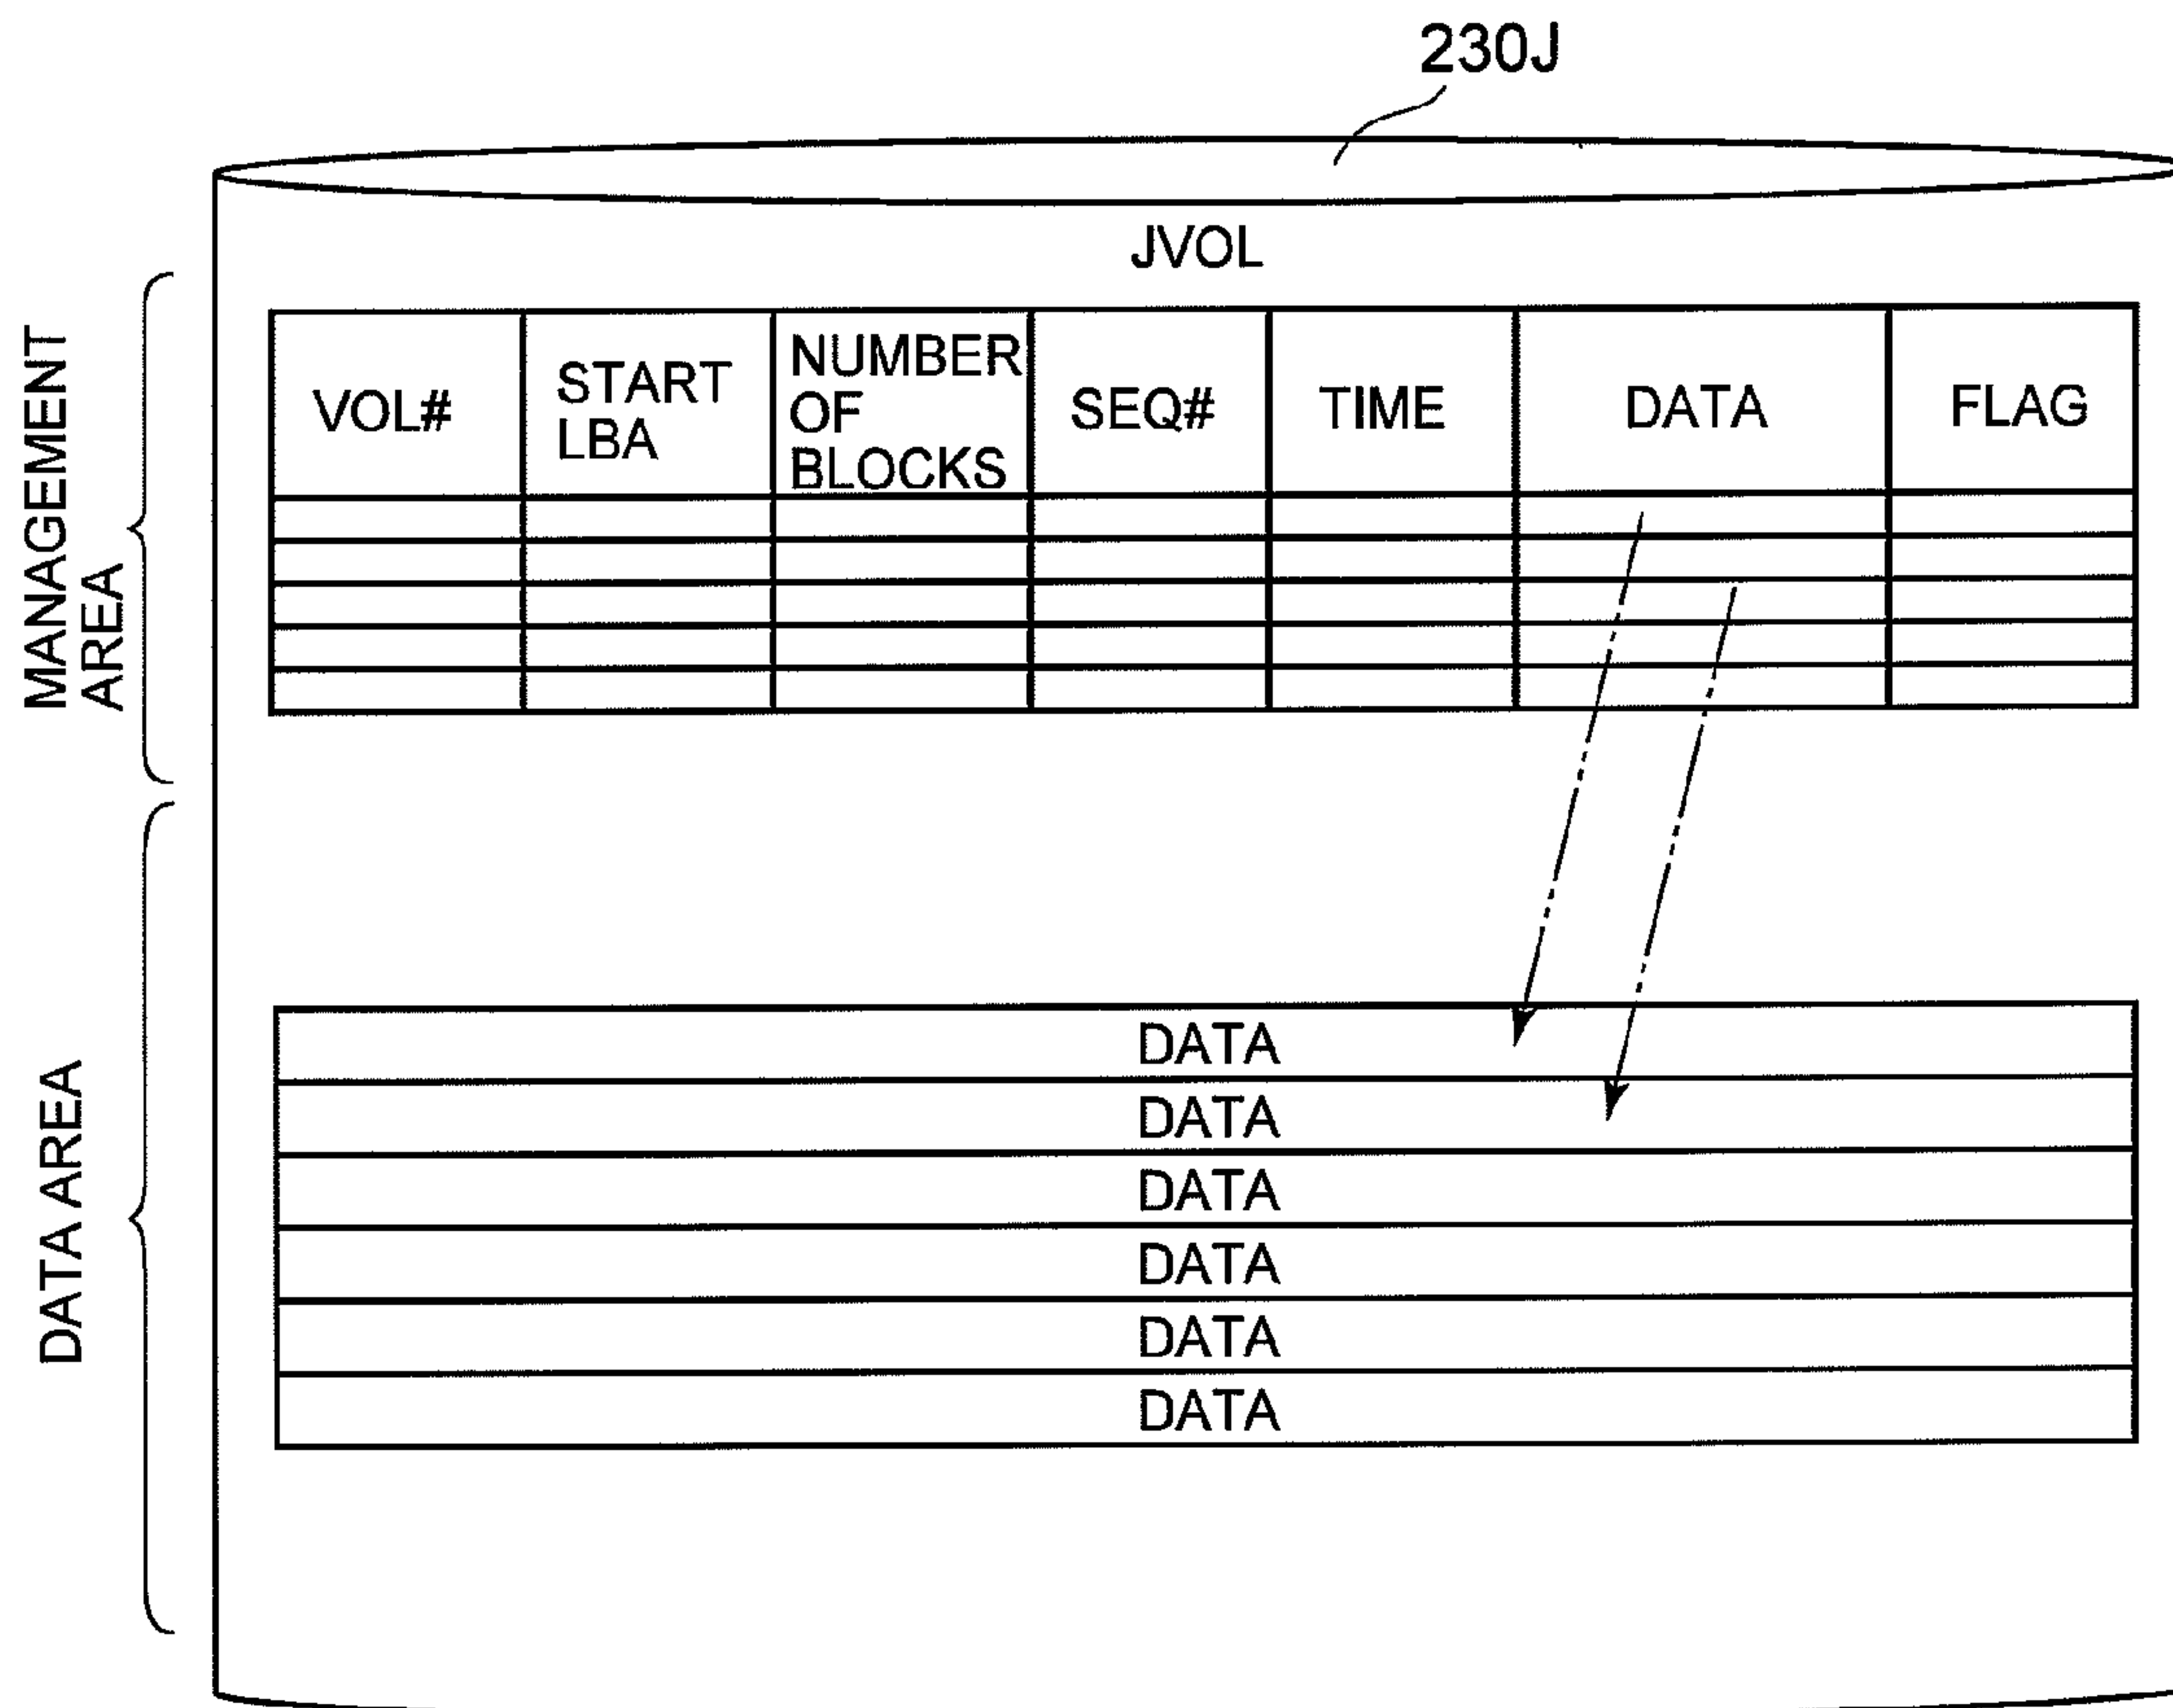 230J
JVOL
MANAGEMENT
AREA
VOL#
START
LBA
NUMBER
OF
BLOCKS
SEQ#
TIME
DATA
FLAG
DATA AREA
DATA
DATA
DATA
DATA
DATA
DATA